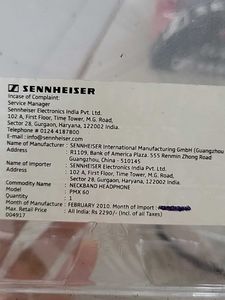 SENNHEISER
Incase of Complaint:
Service Manager
Sennheiser Electronics India Pvt. Ltd.
102 A, First Floor, Time Tower, M.G. Road,
Sector 28, Gurgaon, Haryana, 122002 India.
Telephone # 0124 4187800
E-mail : info@sennheiser.com
Name of Manufacturer : SENNHEISER International Manufacturing GmbH (Guangzhou
Address : R1109, Bank of America Plaza. 555 Renmin Zhong Road
Guangzhou, China - 510145
Name of Importer : SENNHEISER Electronics India Pvt. Ltd.
Address : 102 A, First Floor, Time Tower, M.G. Road,
Sector 28, Gurgaon, Haryana, 122002 India.
Commodity Name : NECKBAND HEADPHONE
Model : PMX 60
Quantity : 1
Month of Manufacture : FEBRUARY 2010. Month of Import :
Max. Retail Price : All India: Rs 2290/- (Incl. of all Taxes)
004917